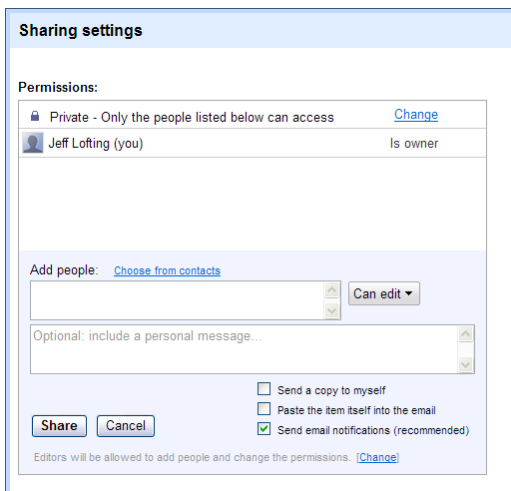 Sharing settings
Permissions:
Private - Only the people listed below can access Change
Jeff Lofting (you) Is owner
Add people: Choose from contacts
Can edit
Optional: include a personal message...
Send a copy to myself
Paste the item itself into the email
Share Cancel Send email notifications (recommended)
Editors will be allowed to add people and change the permissions. [Change]